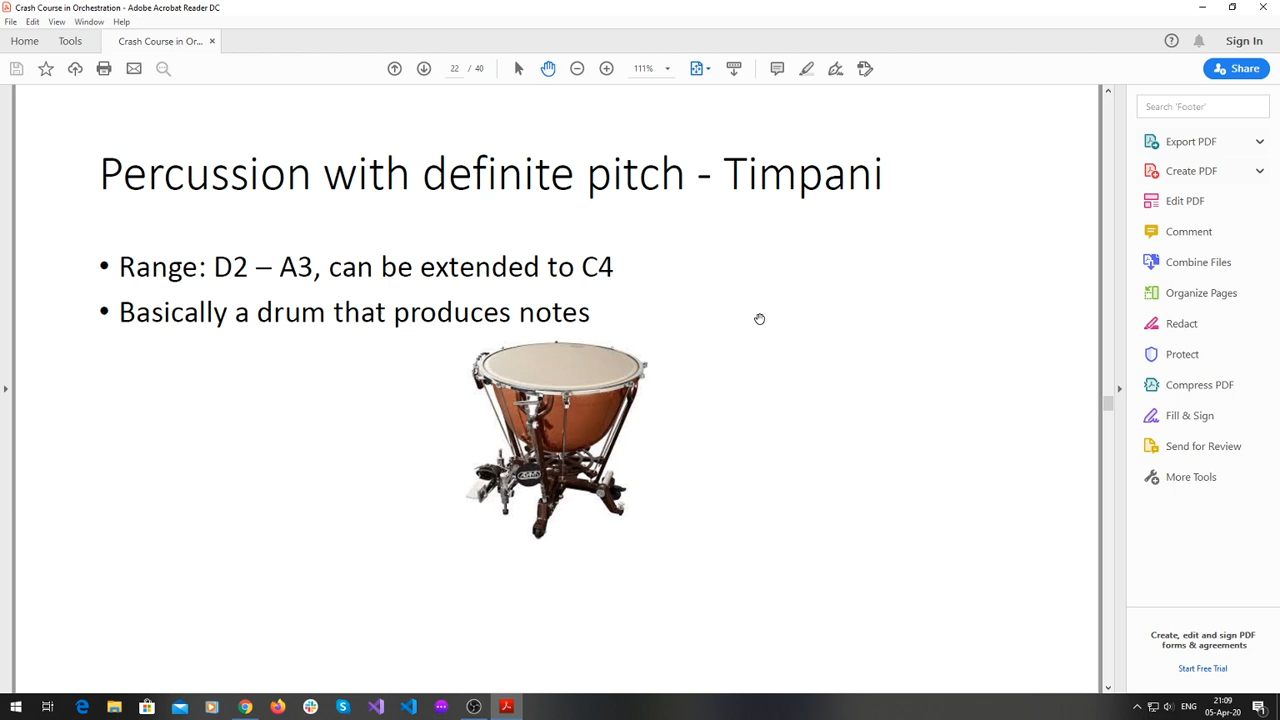 Crash Course in Orchestration - Adobe Acrobat Reader DC
File Edit View Window Help
Home Tools Crash Course in Or... × Sign In
22 / 40 111% Share
Percussion with definite pitch - Timpani
• Range: D2 – A3, can be extended to C4
• Basically a drum that produces notes
Search 'Footer'
Export PDF
Create PDF
Edit PDF
Comment
Combine Files
Organize Pages
Redact
Protect
Compress PDF
Fill & Sign
Send for Review
More Tools
Create, edit and sign PDF
forms & agreements
Start Free Trial
ENG
21:09
05-Apr-20